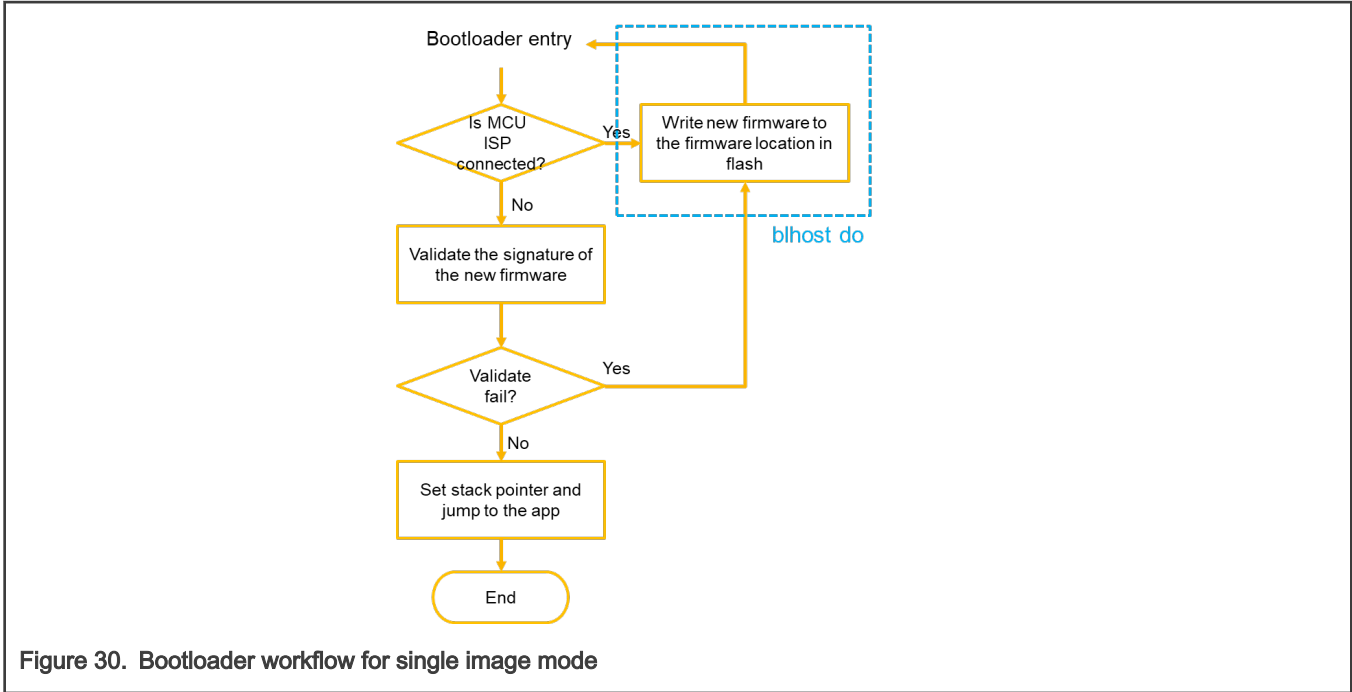 Bootloader entry
Is MCU
ISP
connected?
Yes
Write new firmware to
the firmware location in
flash
blhost do
No
Validate the signature of
the new firmware
Validate
fail?
Yes
No
Set stack pointer and
jump to the app
End
Figure 30. Bootloader workflow for single image mode